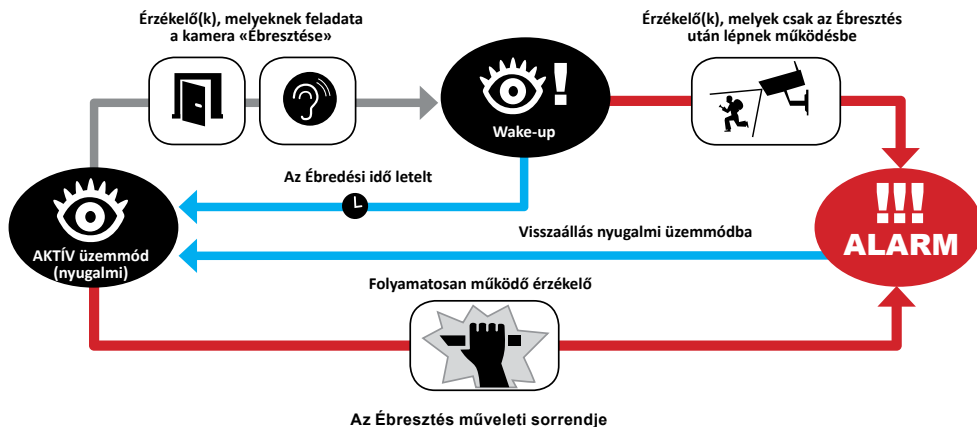 Érzékelő(k), melyeknek feladata
a kamera «Ébresztése»
Érzékelő(k), melyek csak az Ébresztés
után lépnek működésbe
Wake-up
Az Ébredési idő letelt
AKTÍV üzemmód
(nyugalmi)
Visszaállás nyugalmi üzemmódba
!!!
ALARM
Folyamatosan működő érzékelő
Az Ébresztés műveleti sorrendje